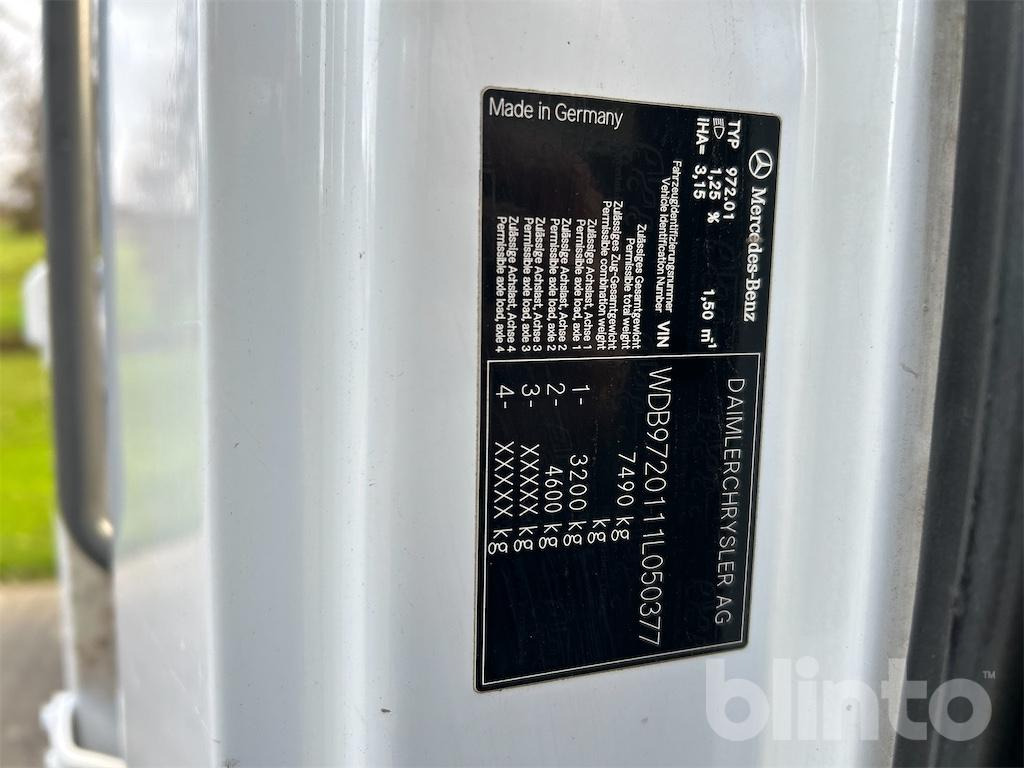 Mercedes-Benz
DAIMLERCHRYSLER AG
TYP 972.01
1,25 % 1,50 m-1
IHA= 3,15
Fahrzeugidentifizierungsnummer
Vehicle Identification Number VIN WDB9720111L050377
Zulässiges Gesamtgewicht
Permissible total weight 7490 kg
Zulässiges Zug-Gesamtgewicht
Permissible combination weight kg
Zulässige Achslast, Achse 1
Permissible axle load, axle 1 1- 3200 kg
Zulässige Achslast, Achse 2
Permissible axle load, axle 2 2- 4600 kg
Zulässige Achslast, Achse 3
Permissible axle load, axle 3 3- XXXXX kg
Zulässige Achslast, Achse 4
Permissible axle load, axle 4 4- XXXXX kg
Made in Germany
blinto™